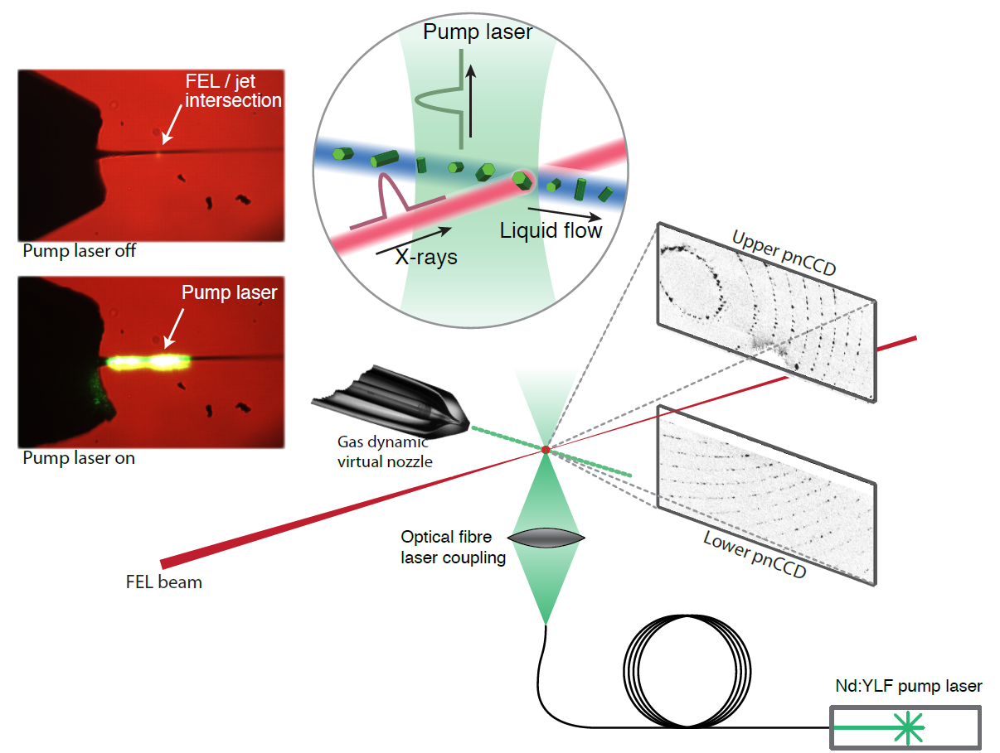 Pump laser
FEL / jet
intersection
Pump laser off
Liquid flow
X-rays
Upper pnCCD
Pump laser
Pump laser on
Gas dynamic
virtual nozzle
Optical fibre
laser coupling
Lower pnCCD
FEL beam
Nd:YLF pump laser